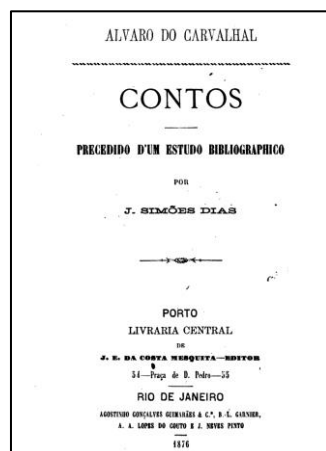 ALVARO DO CARVALHAL
CONTOS
PRECEDIDO D'UM ESTUDO BIBLIOGRAPHICO
POR
J. SIMÕES DIAS
PORTO
LIVRARIA CENTRAL
DE
J. E. DA COSTA MESQUITA—EDITOR
54—Praça de D. Pedro—55
RIO DE JANEIRO
AGOSTINHO GONÇALVES GUIMARÃES & C.ª, B.-L. GARNIER,
A. A. LOPES DO COUTO E J. NEVES PINTO
1876